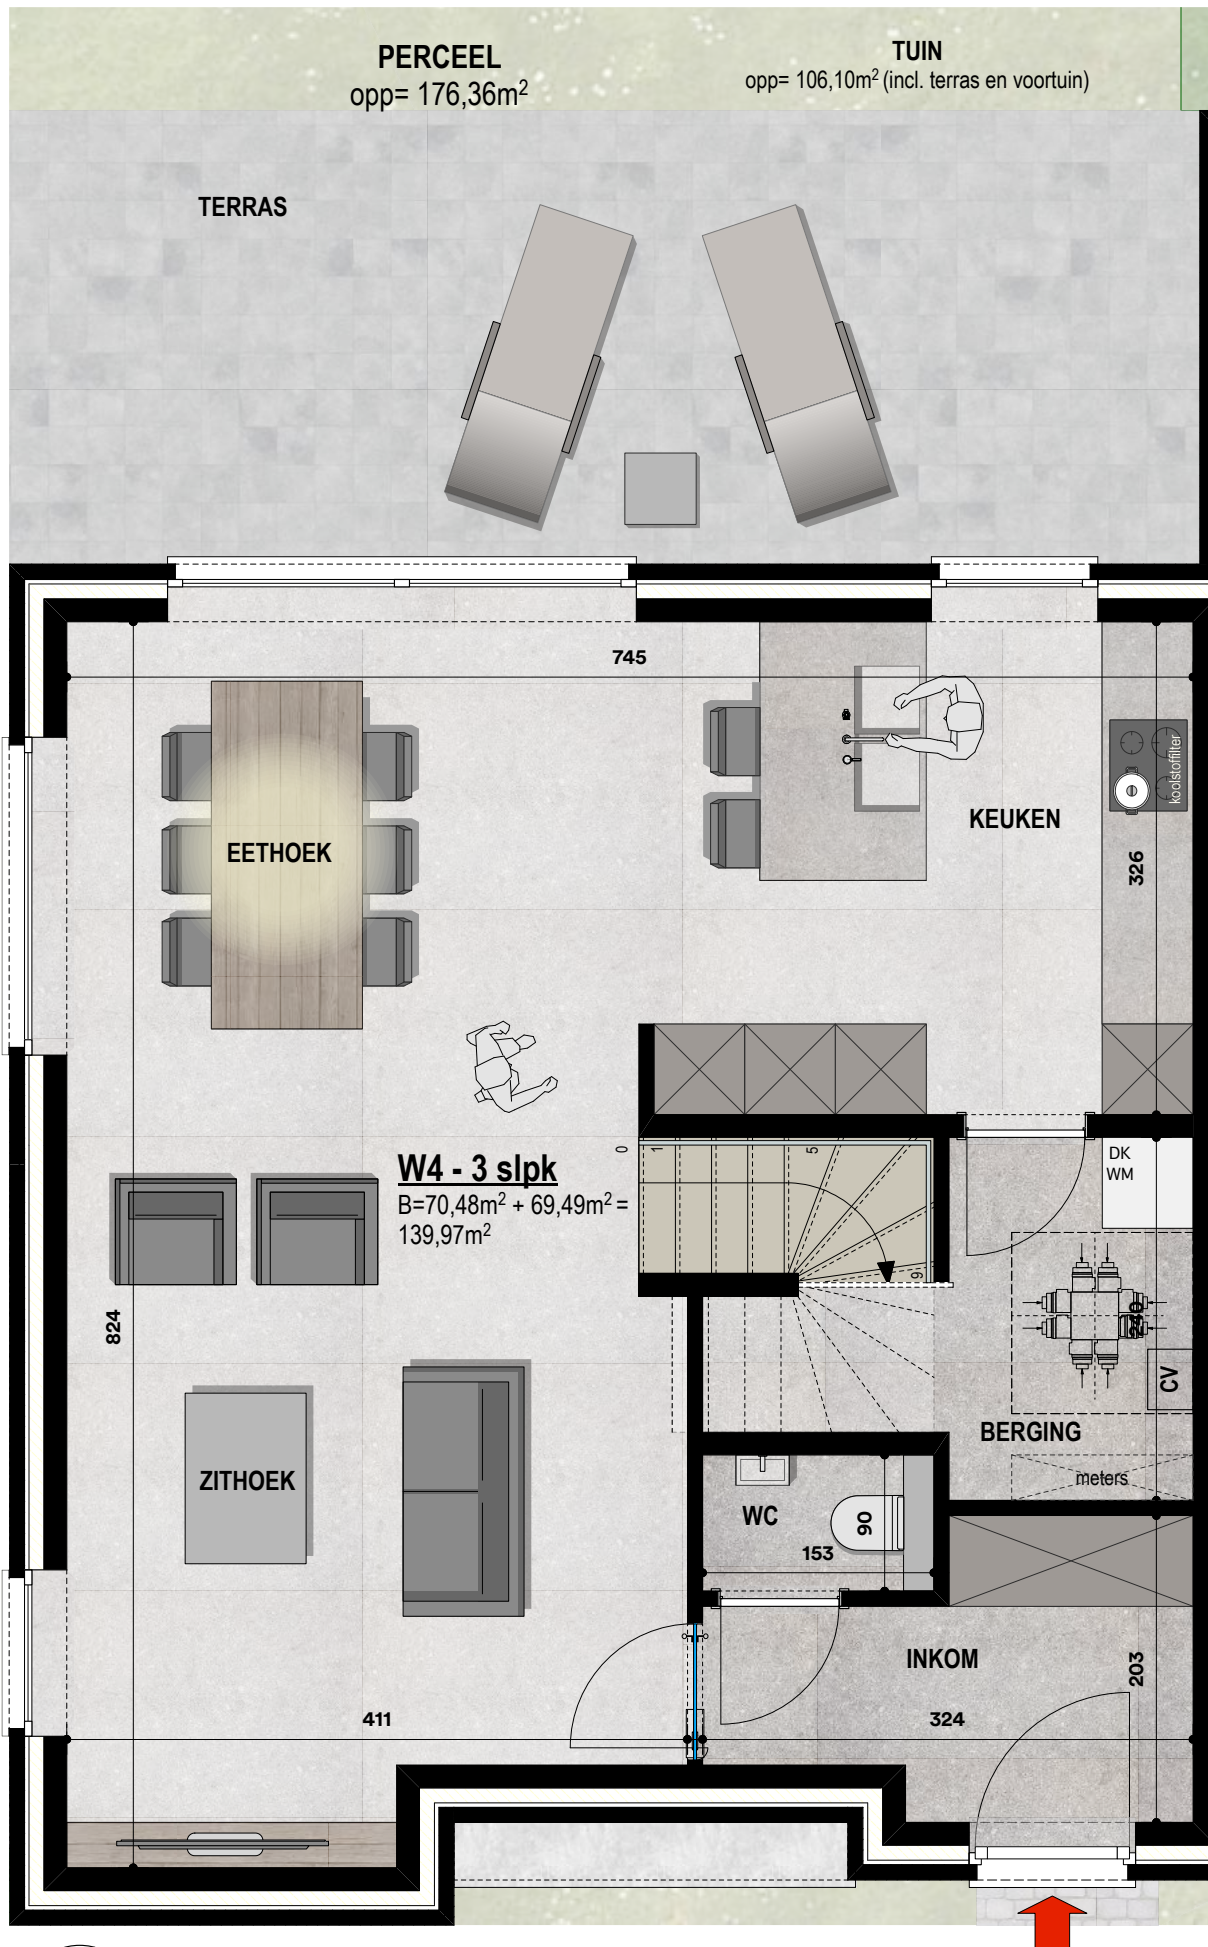 PERCEEL
opp= 176,36m²
TUIN
opp= 106,10m² (incl. terras en voortuin)
TERRAS
745
koolstoffilter
KEUKEN
EETHOEK
326
W4 - 3 slpk
B=70,48m² + 69,49m² =
139,97m²
0
1
5
9
DK
WM
824
240
CV
BERGING
meters
ZITHOEK
WC
90
153
INKOM
203
411
324